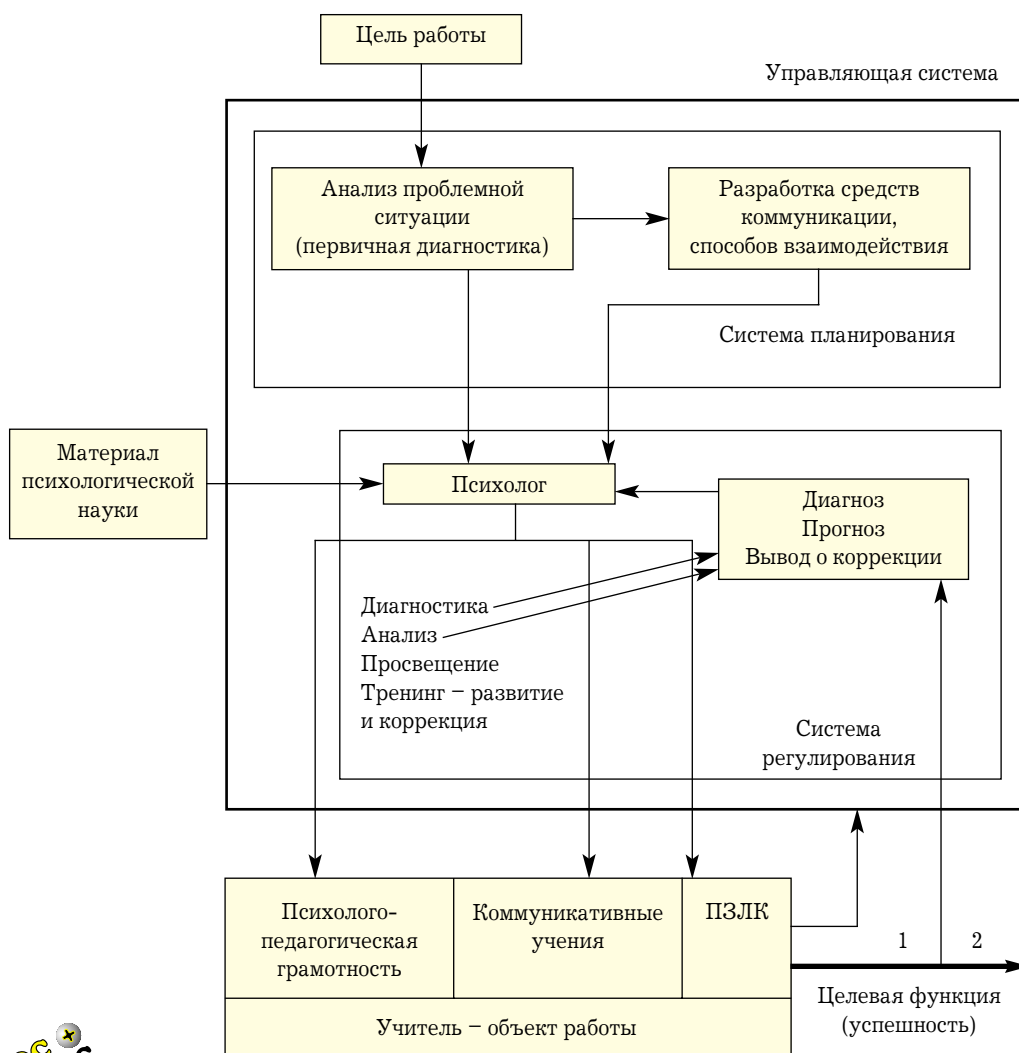 Цель работы
Управляющая система
Анализ проблемной
ситуации
(первичная диагностика)
Разработка средств
коммуникации,
способов взаимодействия
Система планирования
Материал
психологической
науки
Психолог
Диагноз
Прогноз
Вывод о коррекции
Диагностика
Анализ
Просвещение
Тренинг – развитие
и коррекция
Система
регулирования
Психолого-
педагогическая
грамотность
Коммуникативные
учения
ПЗЛК
1
2
Целевая функция
(успешность)
Учитель – объект работы